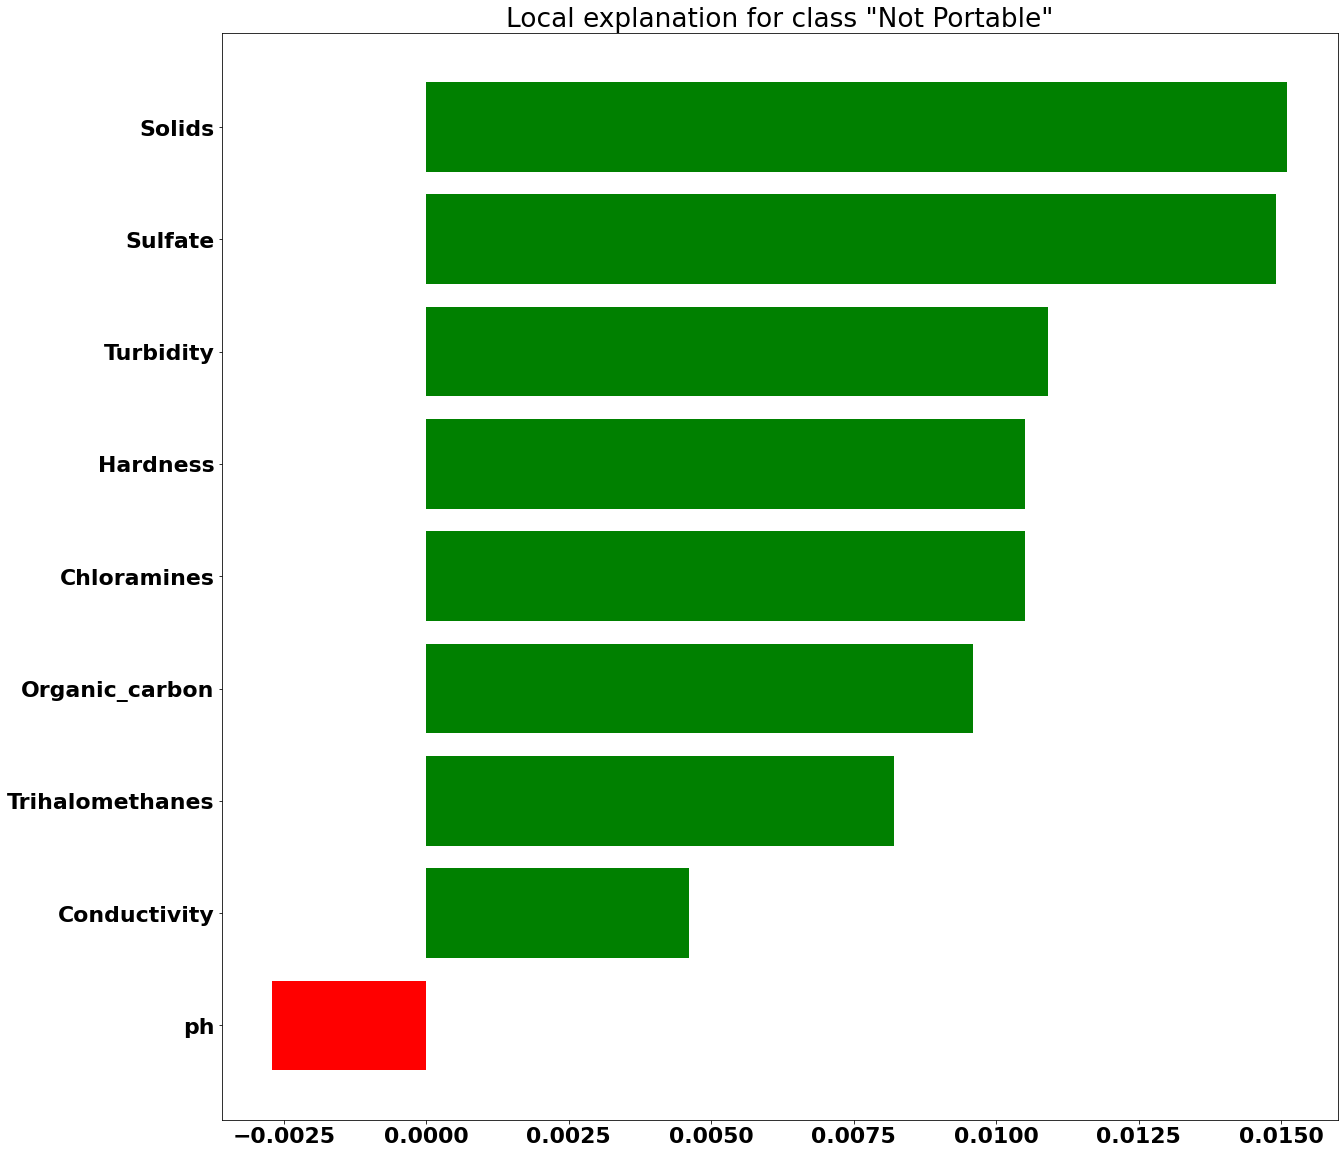 Local explanation for class "Not Portable"
Solids
Sulfate
Turbidity
Hardness
Chloramines
Organic_carbon
Trihalomethanes
Conductivity
ph
−0.0025 0.0000 0.0025 0.0050 0.0075 0.0100 0.0125 0.0150